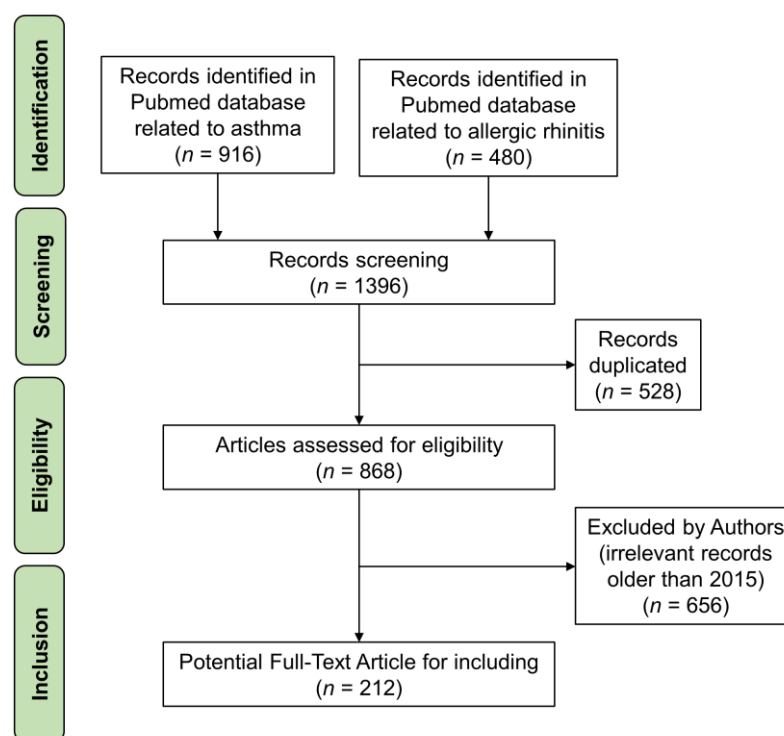 Identification
Records identified in
Pubmed database
related to asthma
(n = 916)
Records identified in
Pubmed database
related to allergic rhinitis
(n = 480)
Screening
Records screening
(n = 1396)
Records
duplicated
(n = 528)
Eligibility
Articles assessed for eligibility
(n = 868)
Excluded by Authors
(irrelevant records
older than 2015)
(n = 656)
Inclusion
Potential Full-Text Article for including
(n = 212)